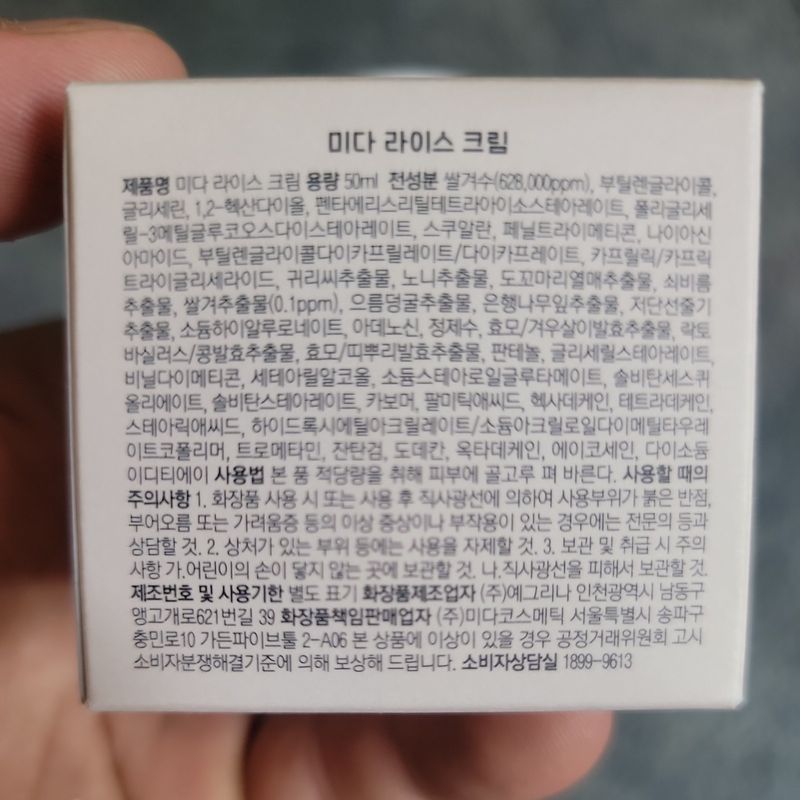 미다 라이스 크림
제품명 미다 라이스 크림 용량 50ml 전성분 쌀겨수(628,000ppm), 부틸렌글라이콜,
글리세린, 1,2-헥산다이올, 펜타에리스리틸테트라아이소스테아레이트, 폴리글리세
릴-3메틸글루코오스다이스테아레이트, 스쿠알란, 페닐트라이메티콘, 나이아신
아마이드, 부틸렌글라이콜다이카프릴레이트/다이카프레이트, 카프릴릭/카프릭
트라이글리세라이드, 귀리씨추출물, 노니추출물, 도꼬마리열매추출물, 쇠비름
추출물, 쌀겨추출물(0.1ppm), 으름덩굴추출물, 은행나무잎추출물, 저단선줄기
추출물, 소듐하이알루로네이트, 아데노신, 정제수, 효모/겨우살이발효추출물, 락토
바실러스/콩발효추출물, 효모/띠뿌리발효추출물, 판테놀, 글리세릴스테아레이트,
비닐다이메티콘, 세테아릴알코올, 소듐스테아로일글루타메이트, 솔비탄세스퀴
올리에이트, 솔비탄스테아레이트, 카보머, 팔미틱애씨드, 헥사데케인, 테트라데케인,
스테아릭애씨드, 하이드록시에틸아크릴레이트/소듐아크릴로일다이메틸타우레
이트코폴리머, 트로메타민, 잔탄검, 도데칸, 옥타데케인, 에이코세인, 다이소듐
이디티에이 사용법 본 품 적당량을 취해 피부에 골고루 펴 바른다. 사용할 때의
주의사항 1. 화장품 사용 시 또는 사용 후 직사광선에 의하여 사용부위가 붉은 반점,
부어오름 또는 가려움증 등의 이상 증상이나 부작용이 있는 경우에는 전문의 등과
상담할 것. 2. 상처가 있는 부위 등에는 사용을 자제할 것. 3. 보관 및 취급 시 주의
사항 가.어린이의 손이 닿지 않는 곳에 보관할 것. 나.직사광선을 피해서 보관할 것.
제조번호 및 사용기한 별도 표기 화장품제조업자 (주)예그리나 인천광역시 남동구
앵고개로621번길 39 화장품책임판매업자 (주)미다코스메틱 서울특별시 송파구
충민로10 가든파이브툴 2-A06 본 상품에 이상이 있을 경우 공정거래위원회 고시
소비자분쟁해결기준에 의해 보상해 드립니다. 소비자상담실 1899-9613